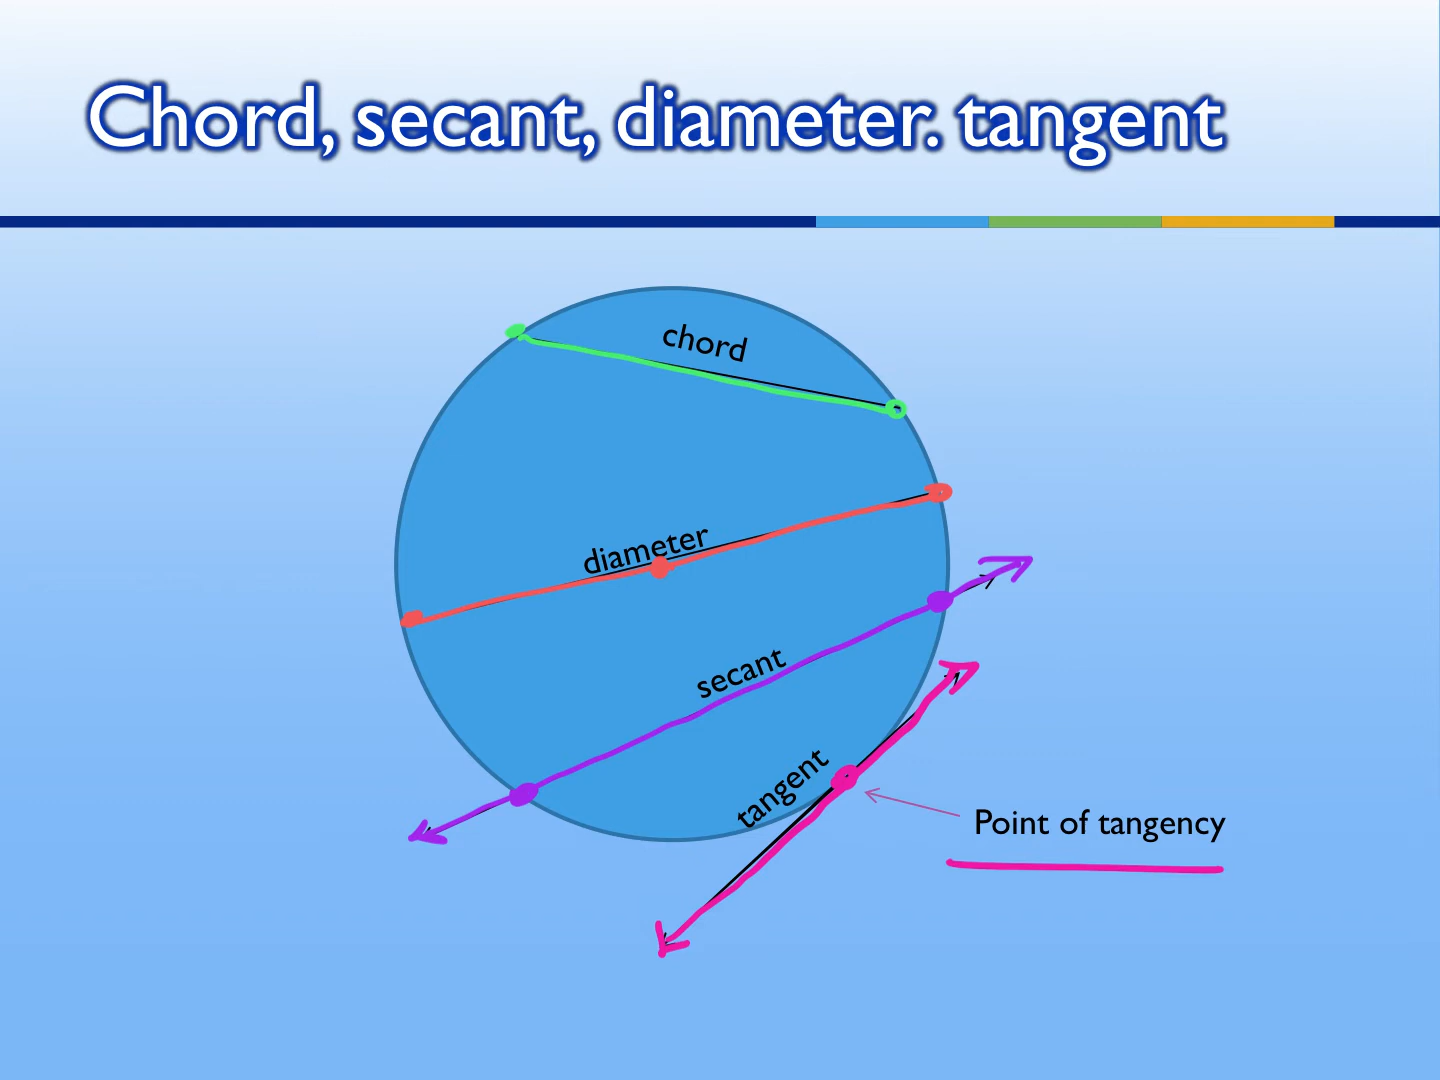 Chord, secant, diameter. tangent
chord
diameter
secant
tangent
Point of tangency